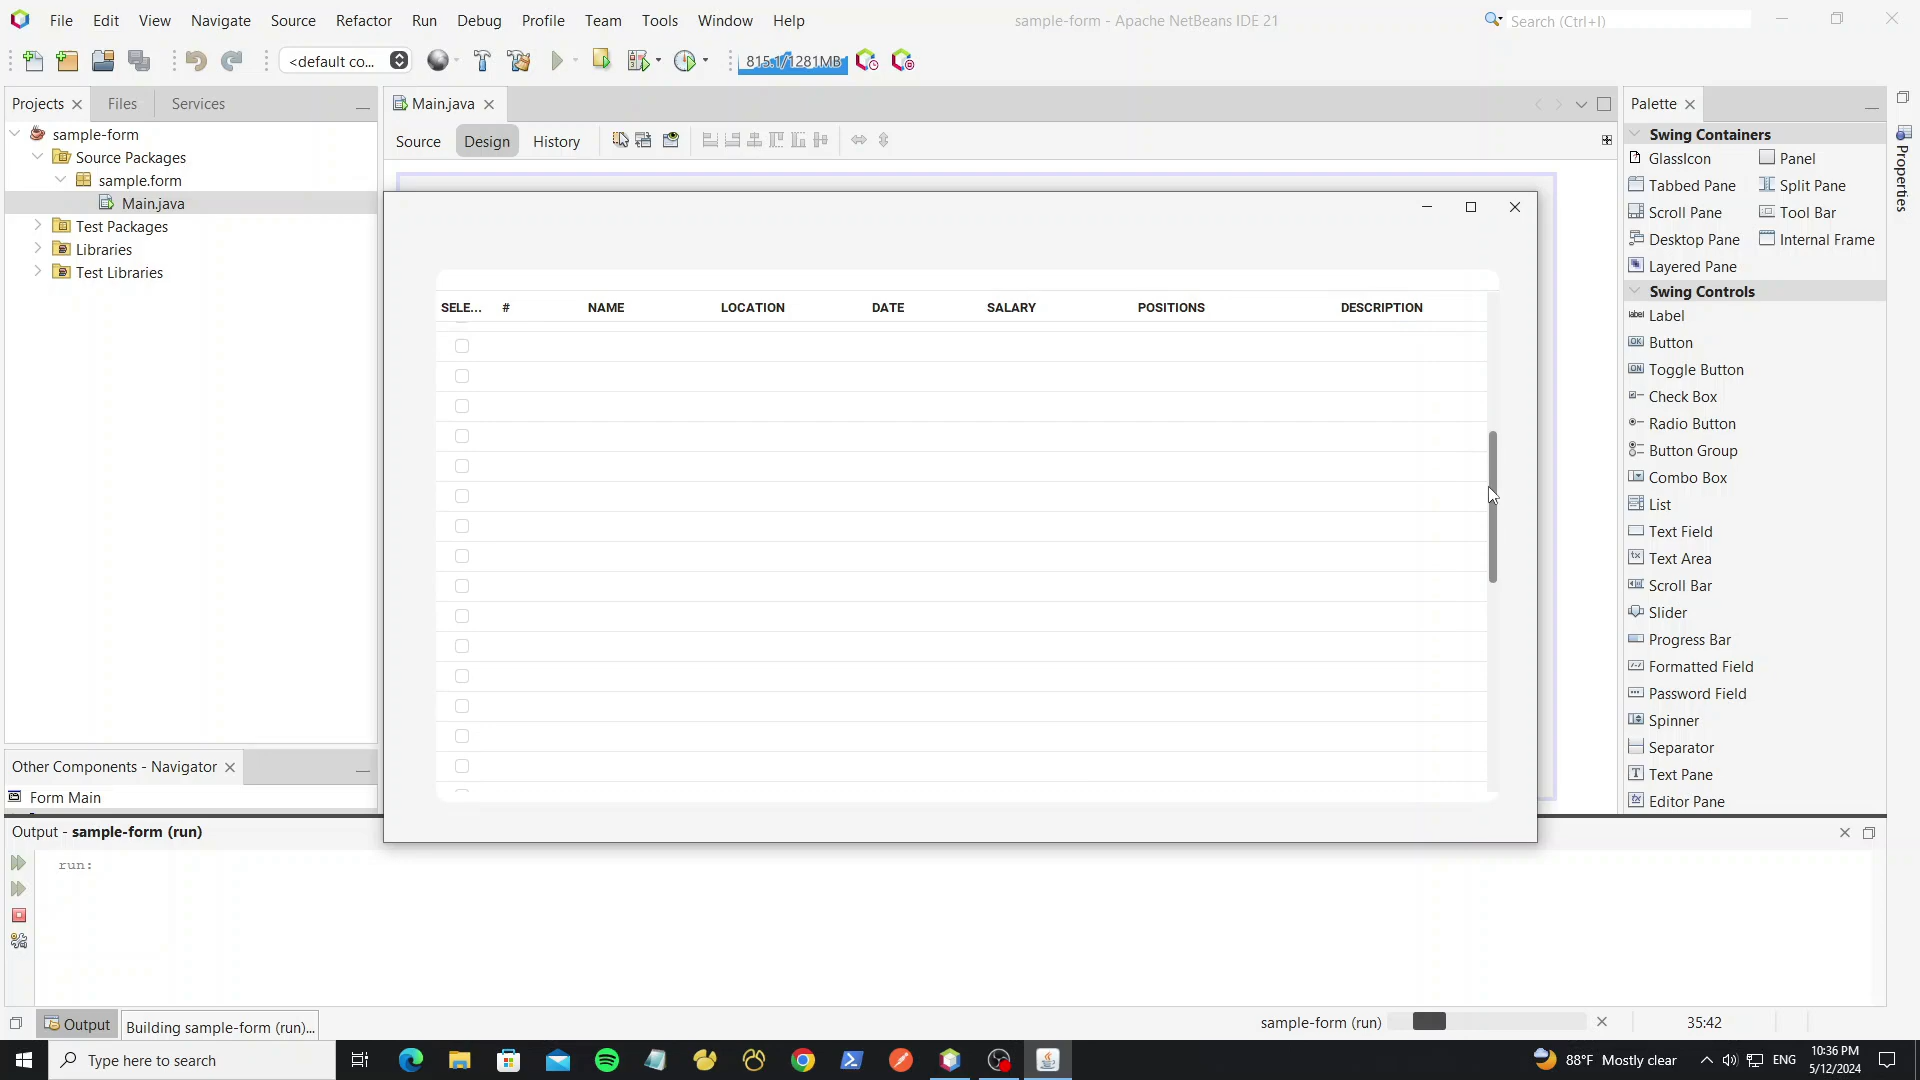 File Edit View Navigate Source Refactor Run Debug Profile Team Tools Window Help sample-form - Apache NetBeans IDE 21 Search (Ctrl+I)
<default co... 815.1/1281MB
Projects Files Services Main.java Palette
sample-form Source Design History Swing Containers
Source Packages GlassIcon Panel
sample.form Tabbed Pane Split Pane
Main.java Scroll Pane Tool Bar
Test Packages Desktop Pane Internal Frame
Libraries Layered Pane
Test Libraries Swing Controls
Properties
SELE... # NAME LOCATION DATE SALARY POSITIONS DESCRIPTION
Label
Button
Toggle Button
Check Box
Radio Button
Button Group
Combo Box
List
Text Field
Text Area
Scroll Bar
Slider
Progress Bar
Formatted Field
Password Field
Spinner
Separator
Text Pane
Editor Pane
Other Components - Navigator
Form Main
Output - sample-form (run)
run:
Output Building sample-form (run)... sample-form (run) 35:42
Type here to search 88°F Mostly clear ENG 10:36 PM
5/12/2024